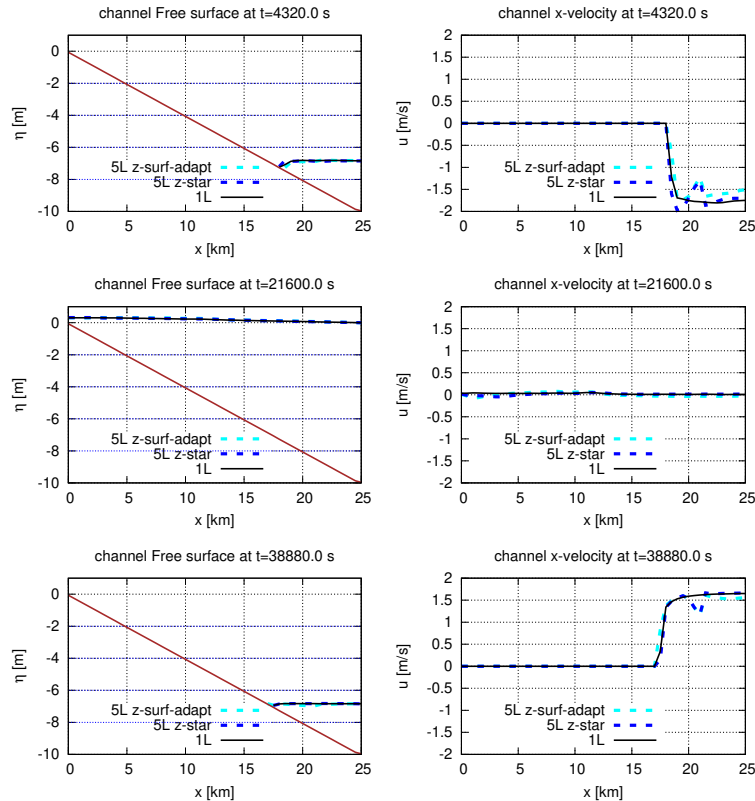 channel Free surface at t=4320.0 s
η [m]
0
-2
-4
-6
-8
-10
5L z-surf-adapt
5L z-star
1L
0 5 10 15 20 25
x [km]
channel x-velocity at t=4320.0 s
u [m/s]
2
1.5
1
0.5
0
-0.5
-1
-1.5
-2
5L z-surf-adapt
5L z-star
1L
0 5 10 15 20 25
x [km]
channel Free surface at t=21600.0 s
η [m]
0
-2
-4
-6
-8
-10
5L z-surf-adapt
5L z-star
1L
0 5 10 15 20 25
x [km]
channel x-velocity at t=21600.0 s
u [m/s]
2
1.5
1
0.5
0
-0.5
-1
-1.5
-2
5L z-surf-adapt
5L z-star
1L
0 5 10 15 20 25
x [km]
channel Free surface at t=38880.0 s
η [m]
0
-2
-4
-6
-8
-10
5L z-surf-adapt
5L z-star
1L
0 5 10 15 20 25
x [km]
channel x-velocity at t=38880.0 s
u [m/s]
2
1.5
1
0.5
0
-0.5
-1
-1.5
-2
5L z-surf-adapt
5L z-star
1L
0 5 10 15 20 25
x [km]